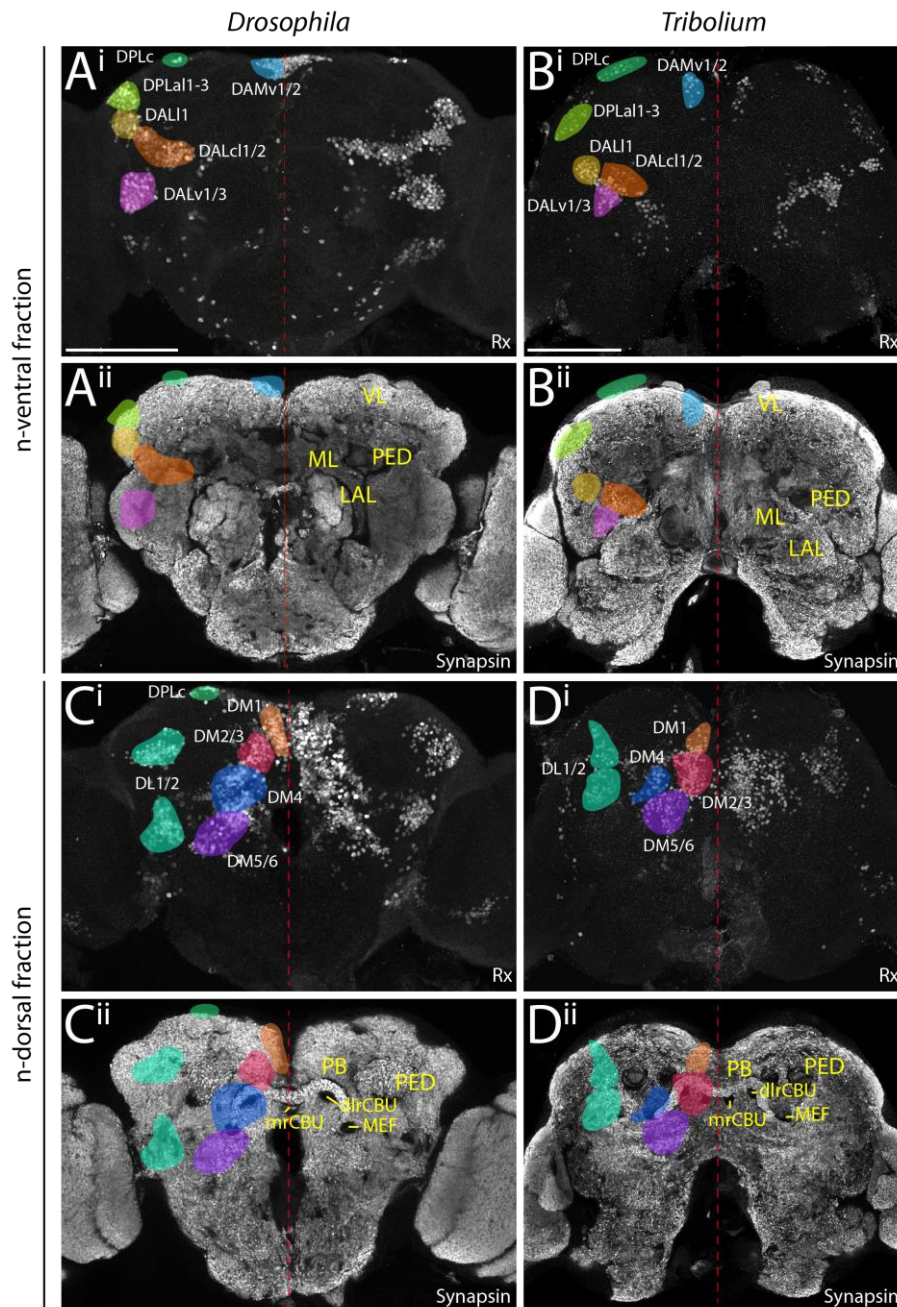 Drosophila
Tribolium
n-ventral fraction
Ai
DPLc
DAMv1/2
DPLal1-3
DALl1
DALcl1/2
DALv1/3
Rx
Bi
DPLc
DAMv1/2
DPLal1-3
DALl1
DALcl1/2
DALv1/3
Rx
Aii
VL
ML
PED
LAL
Synapsin
Bii
VL
PED
ML
LAL
Synapsin
n-dorsal fraction
Ci
DPLc
DM1
DM2/3
DL1/2
DM4
DM5/6
Rx
Di
DM1
DM4
DL1/2
DM2/3
DM5/6
Rx
Cii
PB
PED
dlrCBU
mrCBU
MEF
Synapsin
Dii
PB
PED
dlrCBU
mrCBU
MEF
Synapsin